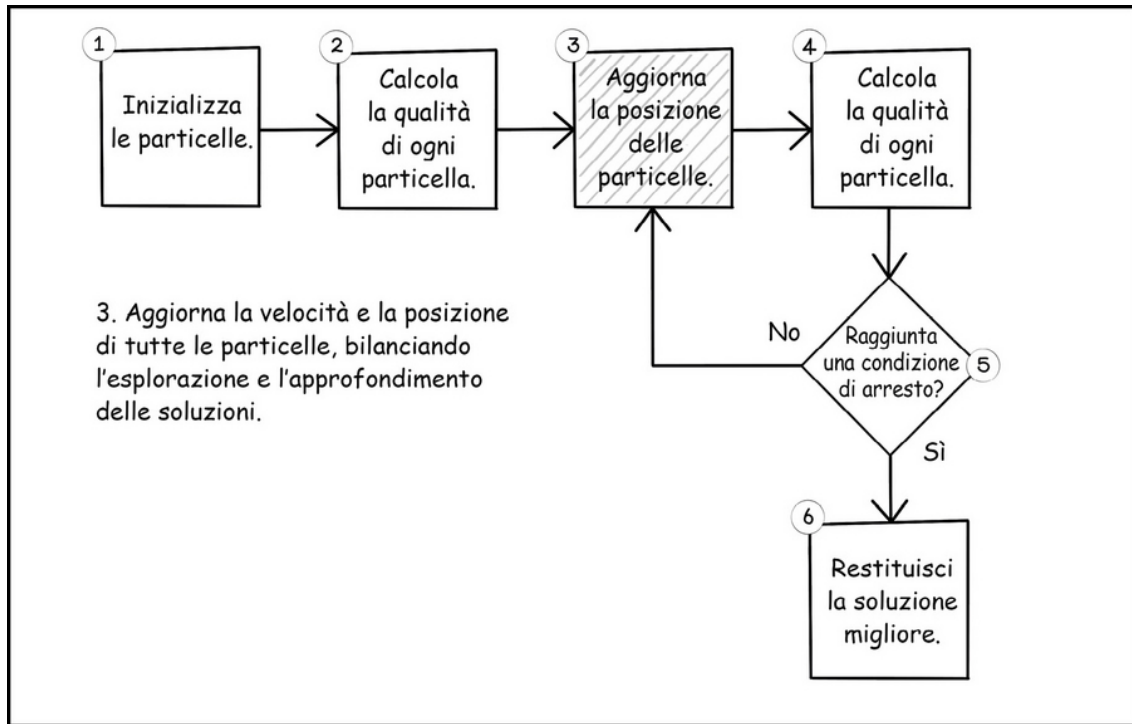 1
Inizializza
le particelle.
2
Calcola
la qualità
di ogni
particella.
3
Aggiorna
la posizione
delle
particelle.
4
Calcola
la qualità
di ogni
particella.
3. Aggiorna la velocità e la posizione
di tutte le particelle, bilanciando
l'esplorazione e l'approfondimento
delle soluzioni.
No
Raggiunta
una condizione
di arresto?
5
Sì
6
Restituisci
la soluzione
migliore.